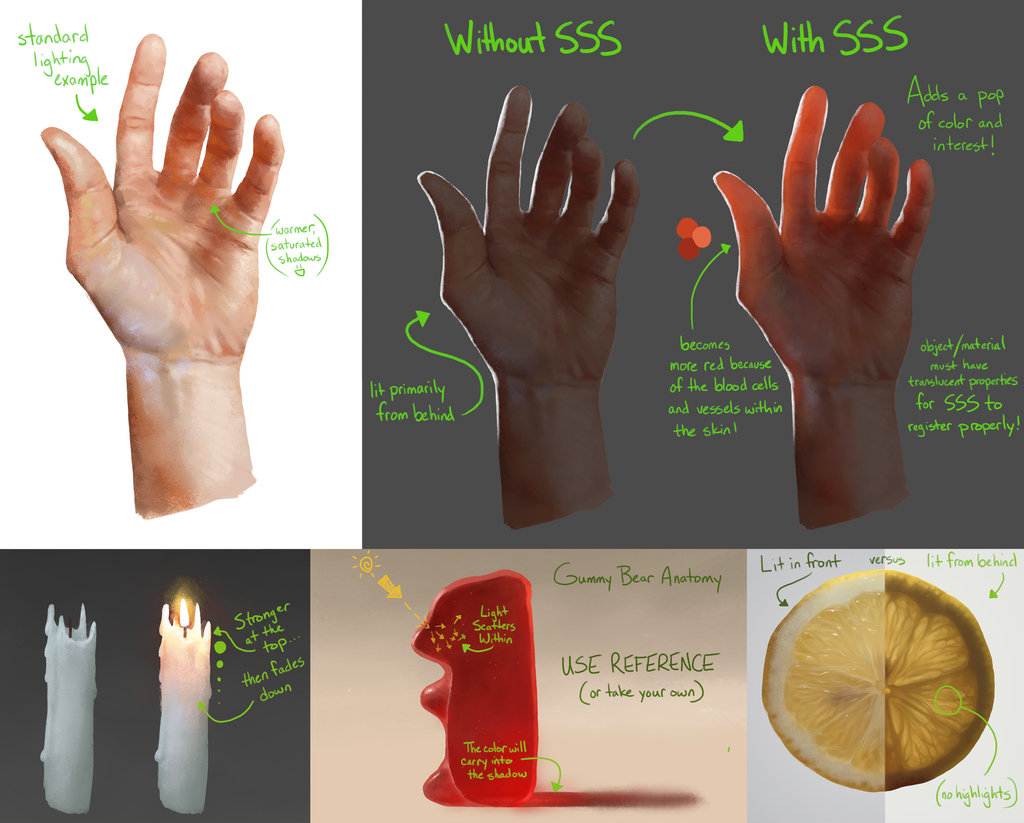 standard
lighting
example
(warmer,
saturated
shadows)
Without SSS
With SSS
Adds a pop
of color and
interest!
lit primarily
from behind
becomes
more red because
of the blood cells
and vessels within
the skin!
object/material
must have
translucent properties
for SSS to
register properly!
Stronger
at the
top...
then fades
down
Gummy Bear Anatomy
Light
Scatters
Within
USE REFERENCE
(or take your own)
The color will
carry into
the shadow
Lit in front versus lit from behind
(no highlights)